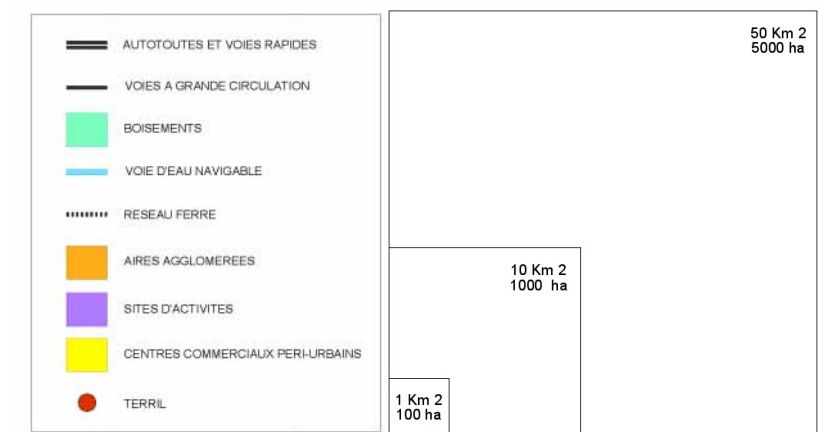 AUTOTOUTES ET VOIES RAPIDES
VOIES A GRANDE CIRCULATION
BOISEMENTS
VOIE D'EAU NAVIGABLE
RESEAU FERRE
AIRES AGGLOMEREES
SITES D'ACTIVITES
CENTRES COMMERCIAUX PERI-URBAINS
TERRIL
50 Km 2
5000 ha
10 Km 2
1000 ha
1 Km 2
100 ha